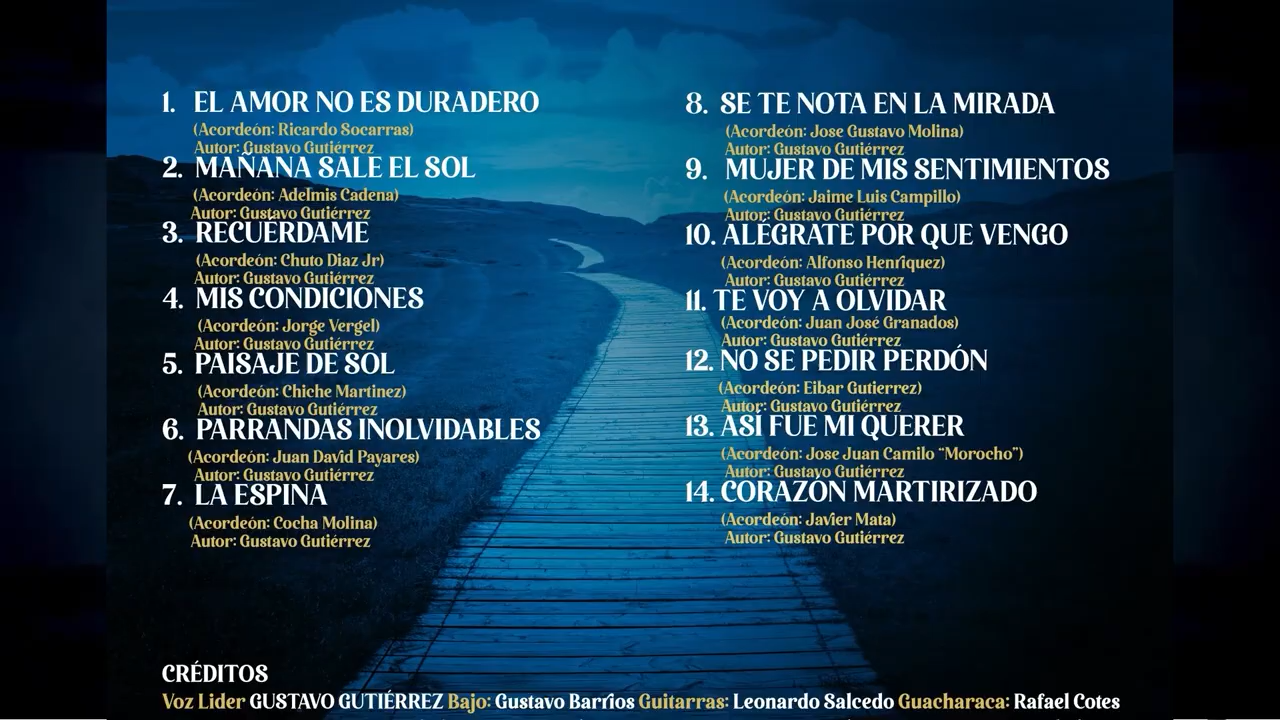 1. EL AMOR NO ES DURADERO
(Acordeón: Ricardo Socarras)
Autor: Gustavo Gutiérrez
2. MAÑANA SALE EL SOL
(Acordeón: Adelmis Cadena)
Autor: Gustavo Gutiérrez
3. RECUÉRDAME
(Acordeón: Chuto Diaz Jr)
Autor: Gustavo Gutiérrez
4. MIS CONDICIONES
(Acordeón: Jorge Vergel)
Autor: Gustavo Gutiérrez
5. PAISAJE DE SOL
(Acordeón: Chiche Martinez)
Autor: Gustavo Gutiérrez
6. PARRANDAS INOLVIDABLES
(Acordeón: Juan David Payares)
Autor: Gustavo Gutiérrez
7. LA ESPINA
(Acordeón: Cocha Molina)
Autor: Gustavo Gutiérrez
8. SE TE NOTA EN LA MIRADA
(Acordeón: Jose Gustavo Molina)
Autor: Gustavo Gutiérrez
9. MUJER DE MIS SENTIMIENTOS
(Acordeón: Jaime Luis Campillo)
Autor: Gustavo Gutiérrez
10. ALÉGRATE POR QUE VENGO
(Acordeón: Alfonso Henriquez)
Autor: Gustavo Gutiérrez
11. TE VOY A OLVIDAR
(Acordeón: Juan José Granados)
Autor: Gustavo Gutiérrez
12. NO SE PEDIR PERDÓN
(Acordeón: Eibar Gutierrez)
Autor: Gustavo Gutiérrez
13. ASÍ FUE MI QUERER
(Acordeón: Jose Juan Camilo “Morocho”)
Autor: Gustavo Gutiérrez
14. CORAZÓN MARTIRIZADO
(Acordeón: Javier Mata)
Autor: Gustavo Gutiérrez
CRÉDITOS
Voz Lider GUSTAVO GUTIÉRREZ Bajo: Gustavo Barrios Guitarras: Leonardo Salcedo Guacharaca: Rafael Cotes